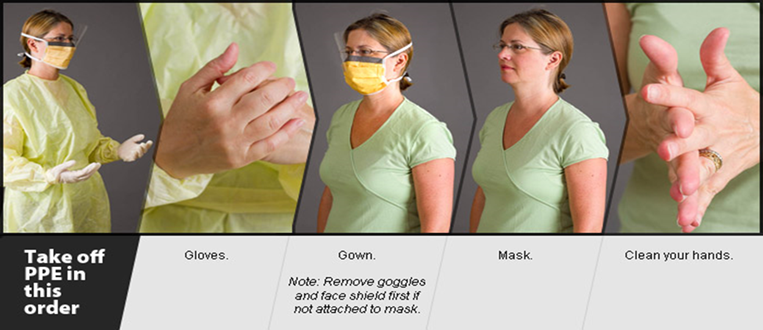 Take off
PPE in
this
order
Gloves.
Gown.
Note: Remove goggles
and face shield first if
not attached to mask.
Mask.
Clean your hands.